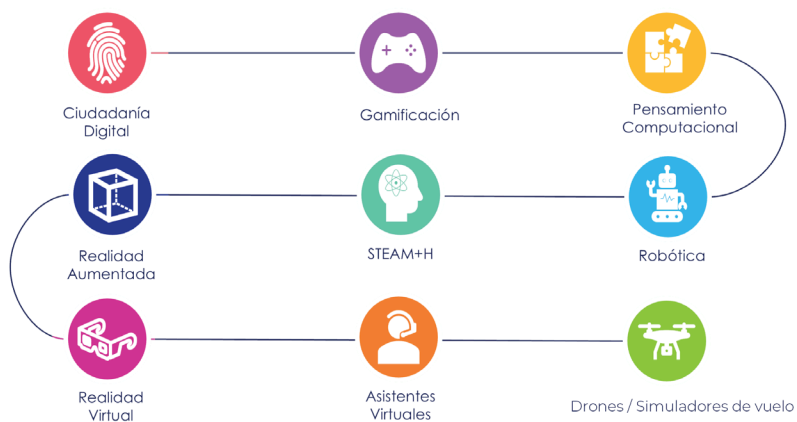 Ciudadanía
Digital
Gamificación
Pensamiento
Computacional
Realidad
Aumentada
STEAM+H
Robótica
Realidad
Virtual
Asistentes
Virtuales
Drones / Simuladores de vuelo